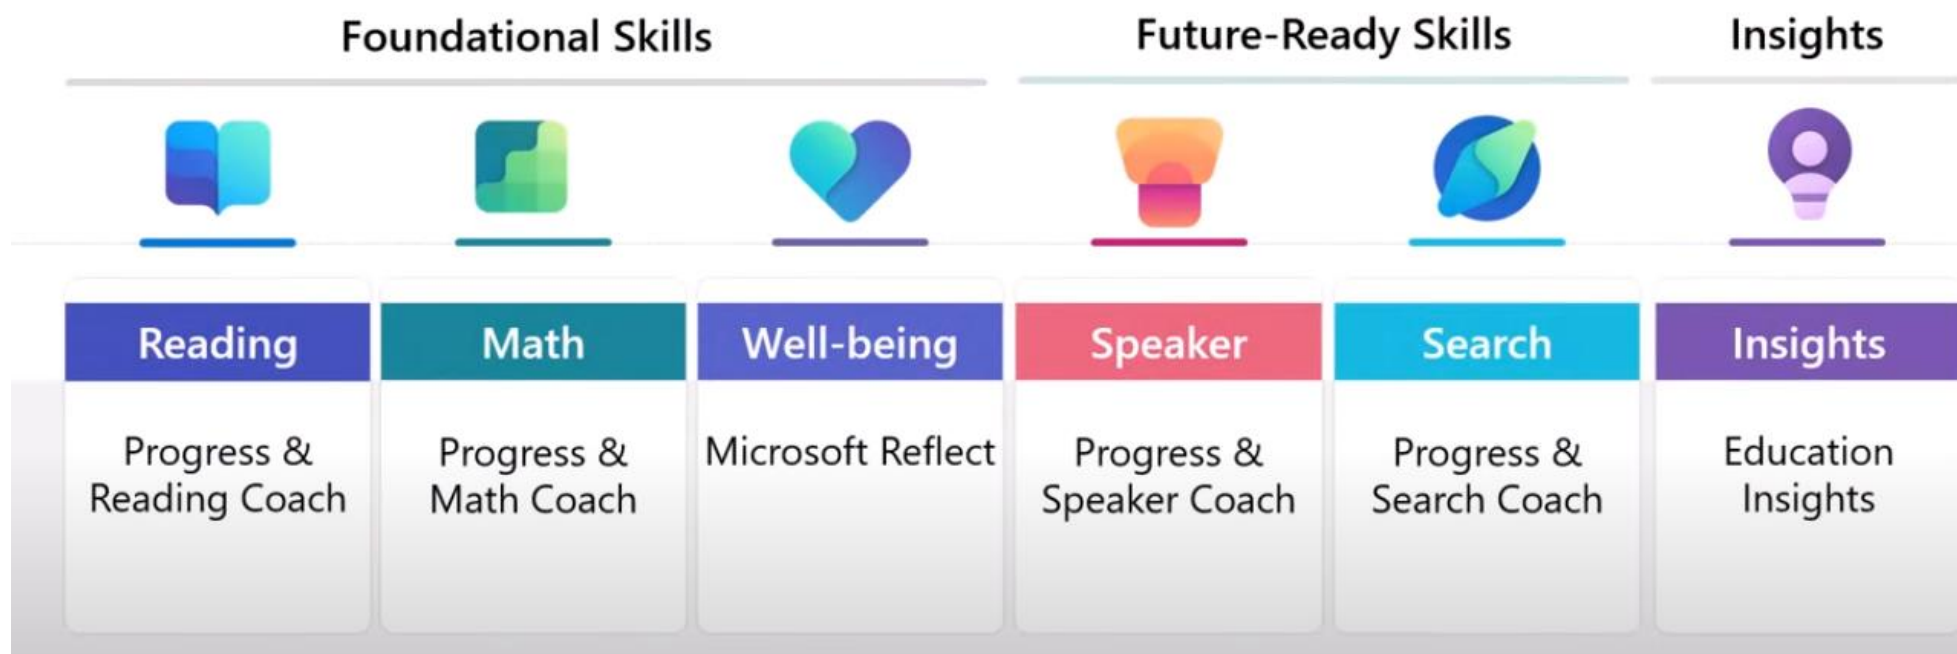 Foundational Skills
Future-Ready Skills
Insights
Reading
Math
Well-being
Speaker
Search
Insights
Progress &
Reading Coach
Progress &
Math Coach
Microsoft Reflect
Progress &
Speaker Coach
Progress &
Search Coach
Education
Insights